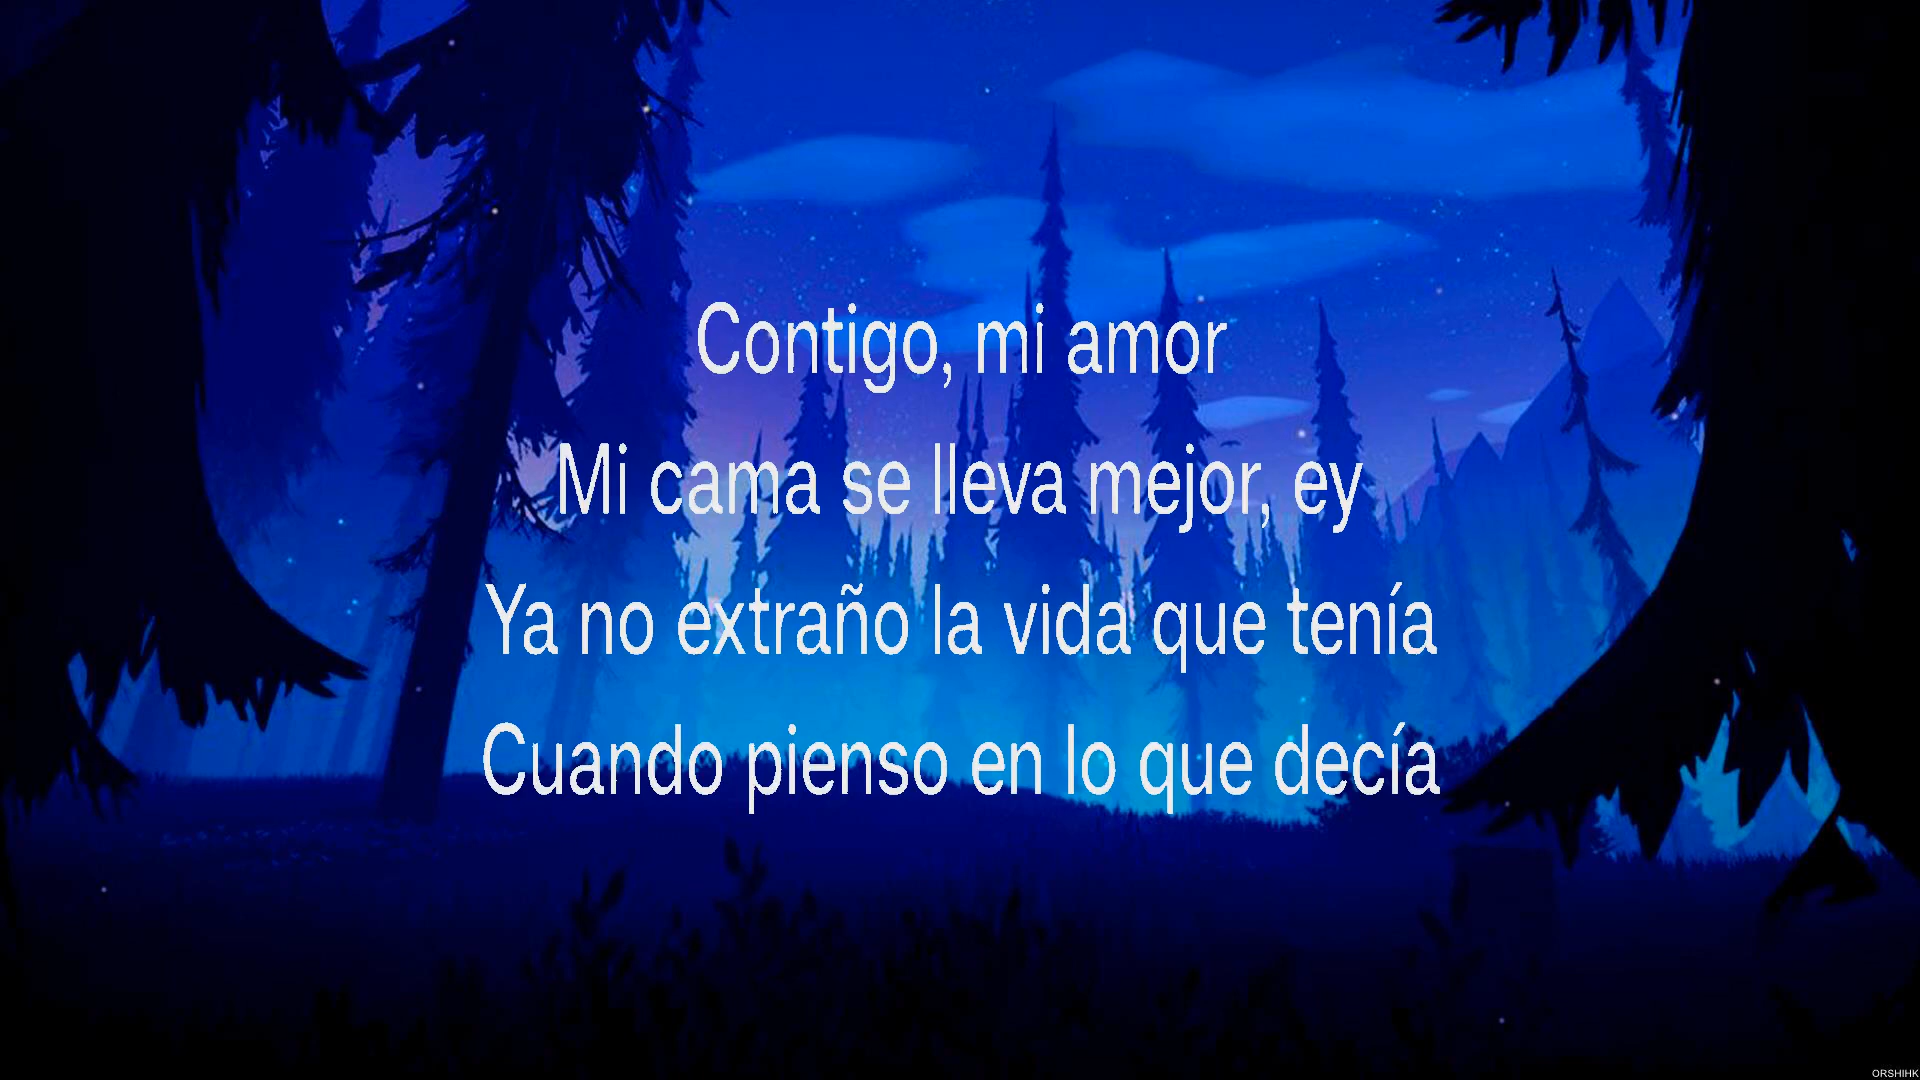 Contigo, mi amor
Mi cama se lleva mejor, ey
Ya no extraño la vida que tenía
Cuando pienso en lo que decía
ORSHIHK